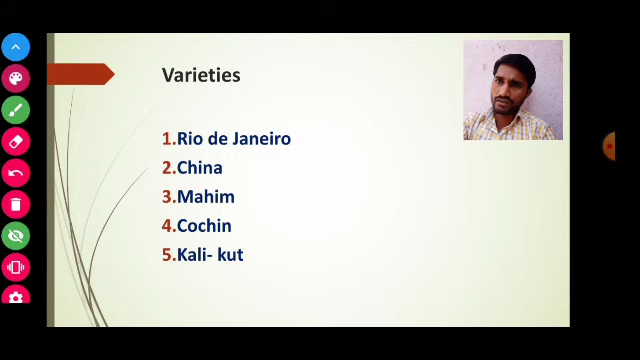 Varieties
1.Rio de Janeiro
2.China
3.Mahim
4.Cochin
5.Kali- kut